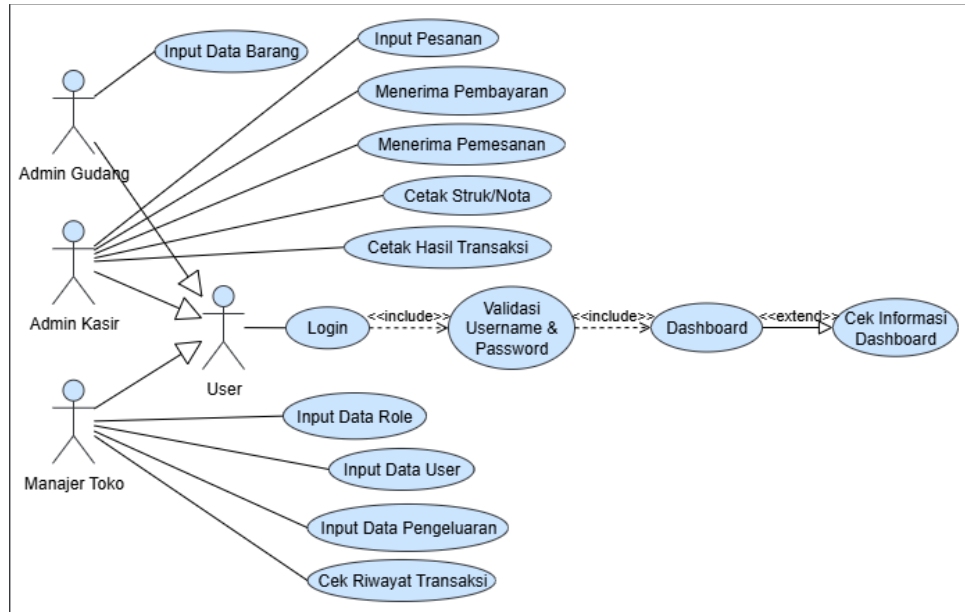 Input Data Barang
Input Pesanan
Menerima Pembayaran
Menerima Pemesanan
Admin Gudang
Cetak Struk/Nota
Cetak Hasil Transaksi
Admin Kasir
User
Login
<<include>>
Validasi
Username &
Password
<<include>>
Dashboard
<<extend>>
Cek Informasi
Dashboard
Manajer Toko
Input Data Role
Input Data User
Input Data Pengeluaran
Cek Riwayat Transaksi